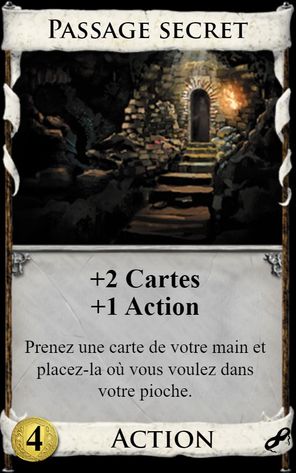 PASSAGE SECRET
+2 Cartes
+1 Action
Prenez une carte de votre main et
placez-la où vous voulez dans
votre pioche.
4
ACTION